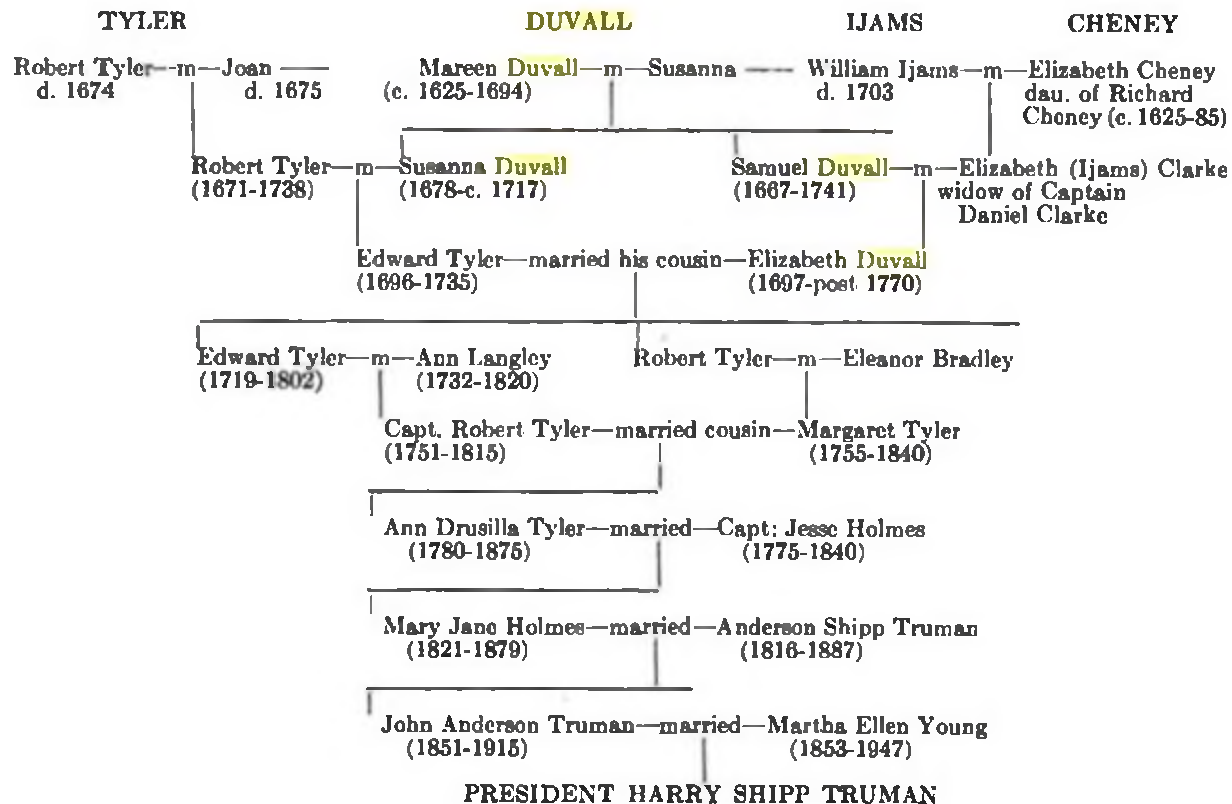 TYLER DUVALL IJAMS CHENEY
Robert Tyler—m—Joan —— Mareen Duvall—m—Susanna —— William Ijams—m—Elizabeth Cheney
d. 1674 d. 1675 (c. 1625-1694) d. 1703 dau. of Richard
Cheney (c. 1625-85)
Robert Tyler—m—Susanna Duvall Samuel Duvall—m—Elizabeth (Ijams) Clarke
(1671-1738) (1678-c. 1717) (1667-1741) widow of Captain
Daniel Clarke
Edward Tyler—married his cousin—Elizabeth Duvall
(1696-1735) (1697-post 1770)
Edward Tyler—m—Ann Langley Robert Tyler—m—Eleanor Bradley
(1719-1802) (1732-1820)
Capt. Robert Tyler—married cousin—Margaret Tyler
(1751-1815) (1755-1840)
Ann Drusilla Tyler—married—Capt: Jesse Holmes
(1780-1875) (1775-1840)
Mary Jane Holmes—married—Anderson Shipp Truman
(1821-1879) (1816-1887)
John Anderson Truman—married—Martha Ellen Young
(1851-1915) (1853-1947)
PRESIDENT HARRY SHIPP TRUMAN